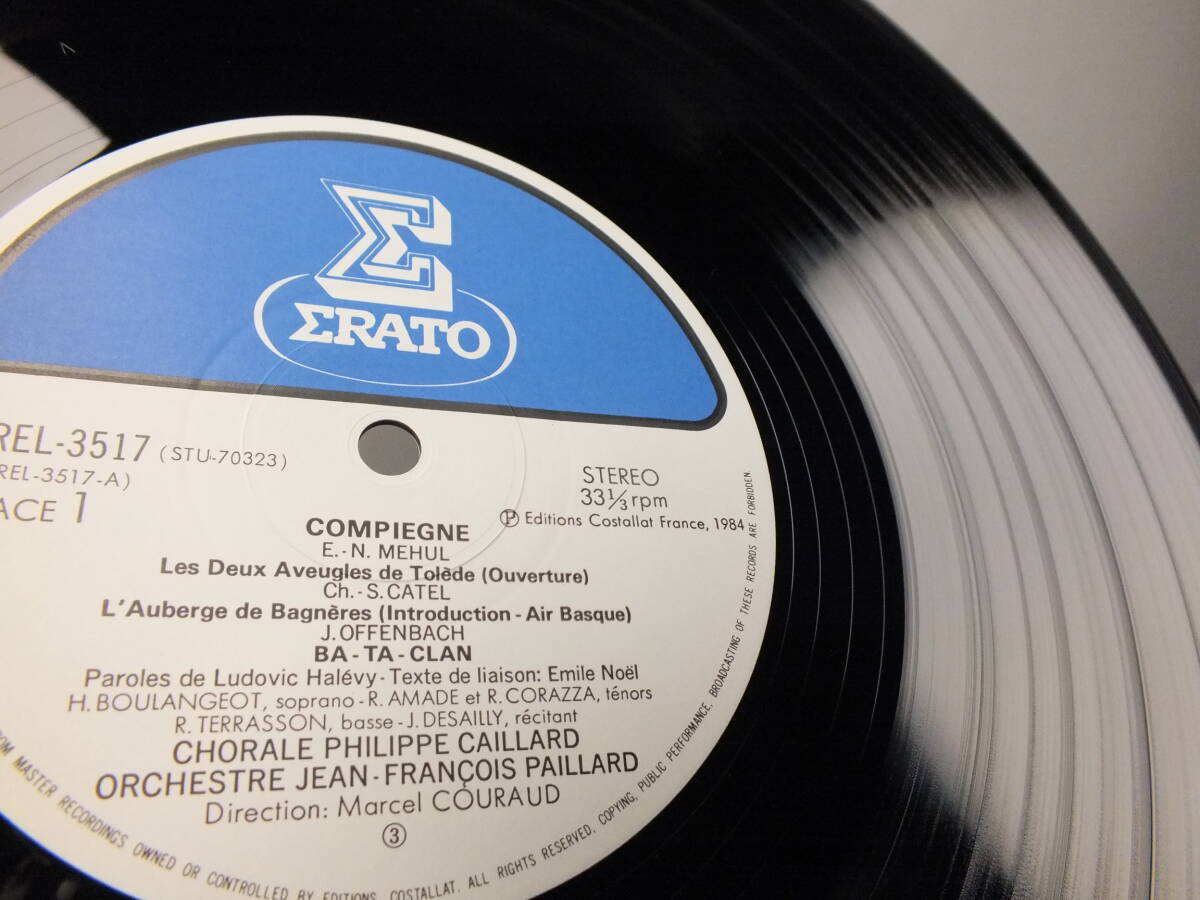 ΣRATO
REL-3517 (STU-70323)
REL-3517-A)
ACE 1
STEREO
33⅓rpm
COMPIEGNE
Ⓟ Editions Costallat France, 1984
E.-N. MEHUL
Les Deux Aveugles de Tolède (Ouverture)
Ch.-S. CATEL
L'Auberge de Bagnères (Introduction - Air Basque)
J. OFFENBACH
BA-TA-CLAN
Paroles de Ludovic Halévy - Texte de liaison: Emile Noël
H. BOULANGEOT, soprano - R. AMADE et R. CORAZZA, ténors
R. TERRASSON, basse - J. DESAILLY, récitant
CHORALE PHILIPPE CAILLARD
ORCHESTRE JEAN-FRANÇOIS PAILLARD
Direction: Marcel COURAUD
③
OM MASTER RECORDINGS OWNED OR CONTROLLED BY EDITIONS COSTALLAT. ALL RIGHTS RESERVED. COPYING, PUBLIC PERFORMANCE, BROADCASTING OF THESE RECORDS ARE FORBIDDEN